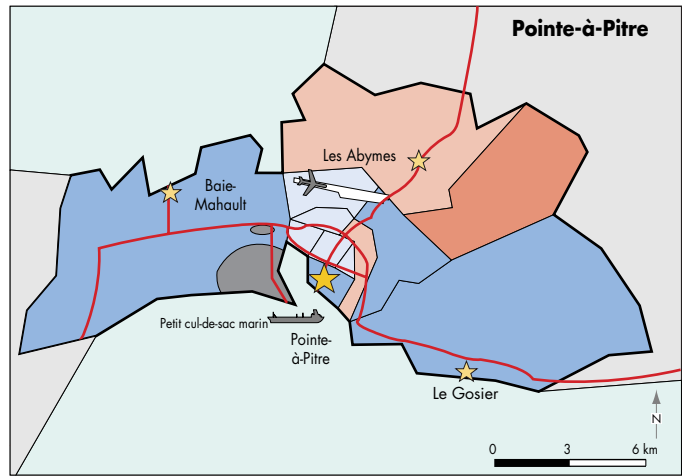 Pointe-à-Pitre
Les Abymes
Baie-
Mahault
Petit cul-de-sac marin
Pointe-
à-Pitre
Le Gosier
N
0 3 6 km